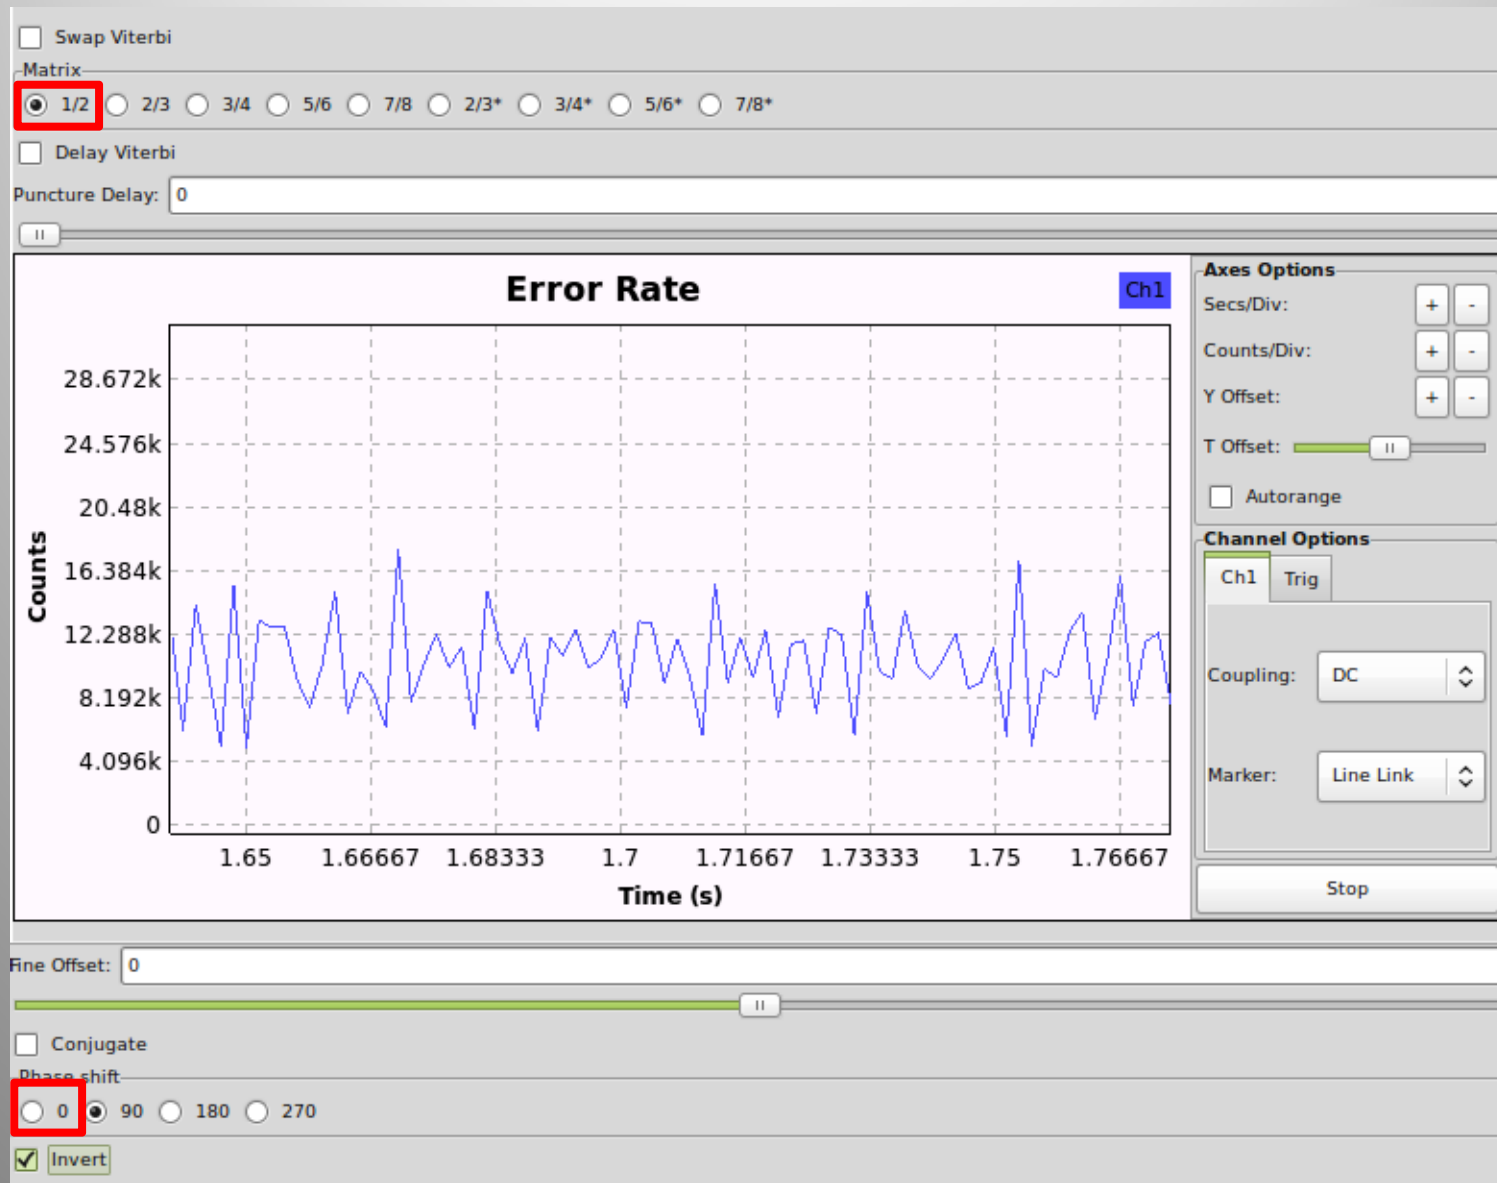 Swap Viterbi
Matrix
1/2 2/3 3/4 5/6 7/8 2/3* 3/4* 5/6* 7/8*
Delay Viterbi
Puncture Delay: 0
Error Rate
Ch1
28.672k
24.576k
20.48k
16.384k
12.288k
8.192k
4.096k
0
Counts
1.65 1.66667 1.68333 1.7 1.71667 1.73333 1.75 1.76667
Time (s)
Axes Options
Secs/Div: + -
Counts/Div: + -
Y Offset: + -
T Offset:
Autorange
Channel Options
Ch1 Trig
Coupling: DC
Marker: Line Link
Stop
Fine Offset: 0
Conjugate
Phase shift
0 90 180 270
Invert